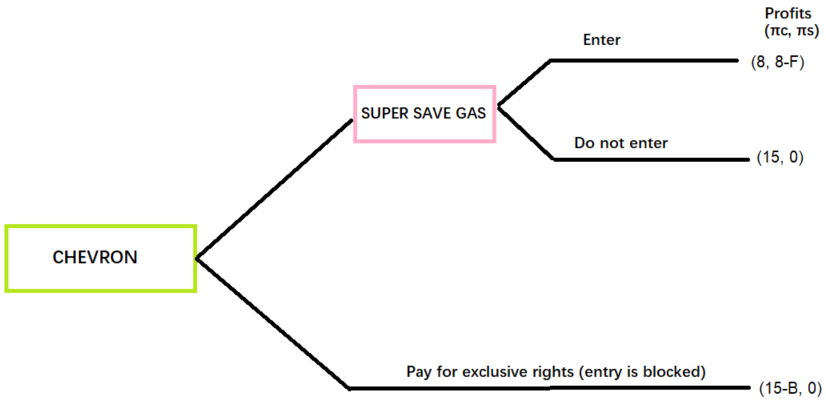 Profits
(πc, πs)
Enter
(8, 8-F)
SUPER SAVE GAS
Do not enter
(15, 0)
CHEVRON
Pay for exclusive rights (entry is blocked)
(15-B, 0)